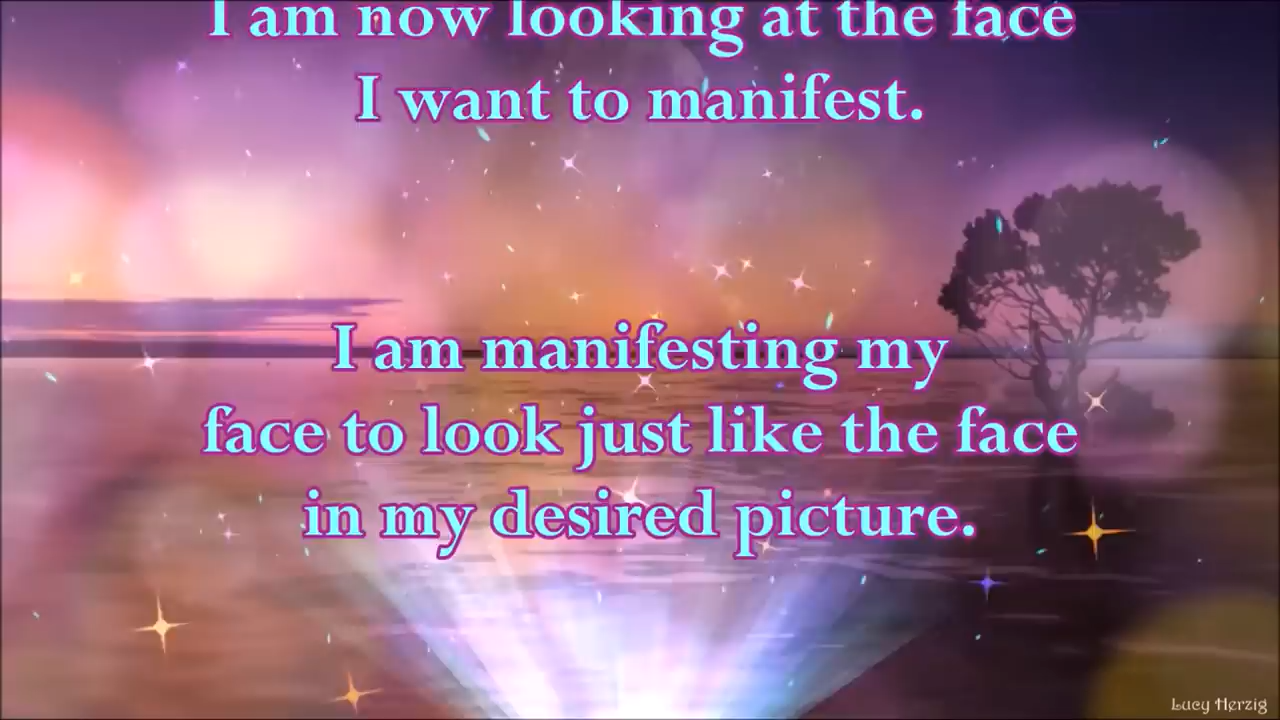 I am now looking at the face
I want to manifest.
I am manifesting my
face to look just like the face
in my desired picture.
Lucy Herzig